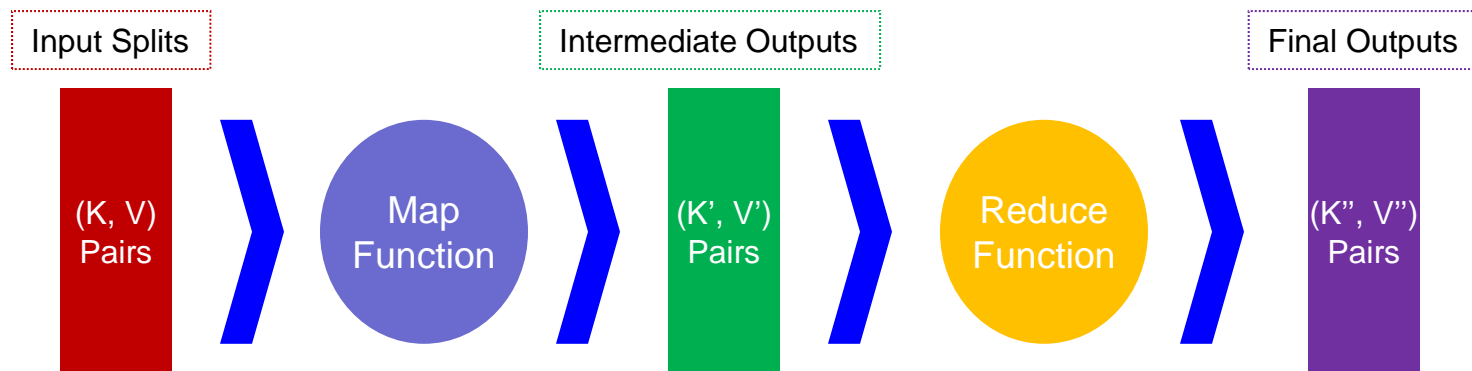 Input Splits
Intermediate Outputs
Final Outputs
(K, V)
Pairs
Map
Function
(K’, V’)
Pairs
Reduce
Function
(K”, V”)
Pairs